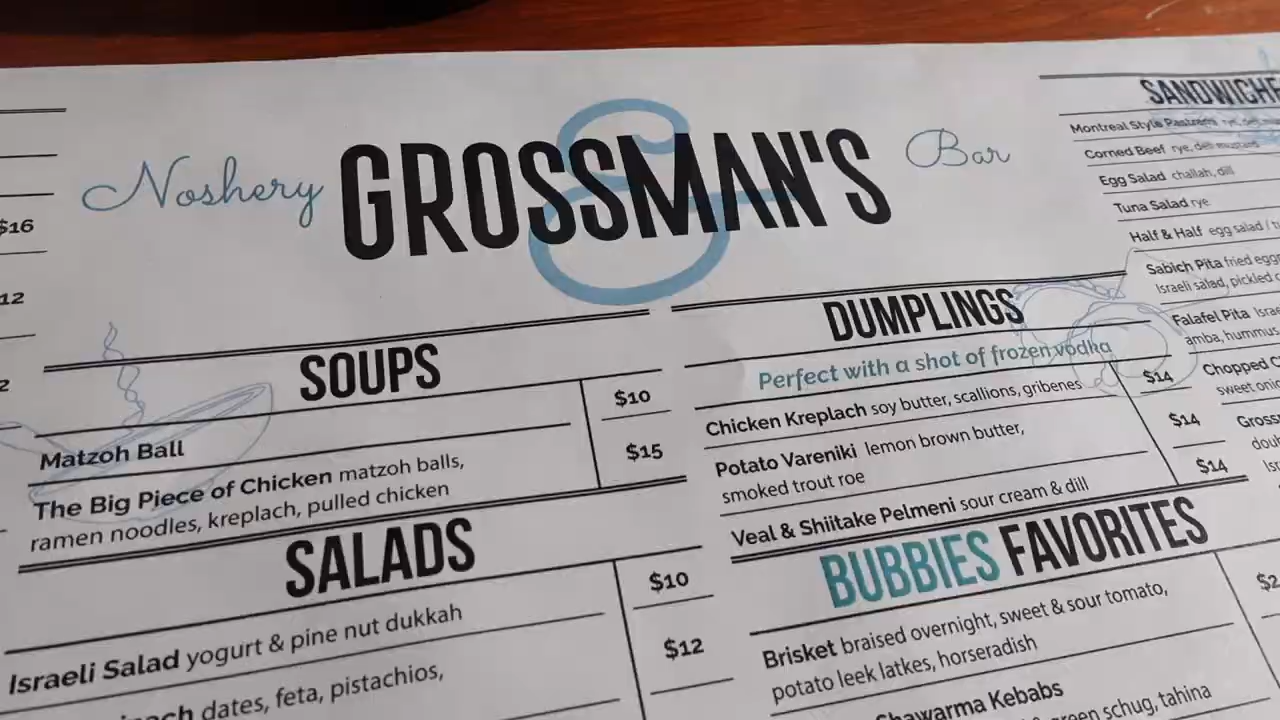 $16
12
2
Noshery GROSSMAN'S Bar
&
SOUPS
Matzoh Ball $10
The Big Piece of Chicken matzoh balls, $15
ramen noodles, kreplach, pulled chicken
SALADS
Israeli Salad yogurt & pine nut dukkah $10
dates, feta, pistachios, $12
DUMPLINGS
Perfect with a shot of frozen vodka
Chicken Kreplach soy butter, scallions, gribenes $14
Potato Vareniki lemon brown butter, $14
smoked trout roe
Veal & Shiitake Pelmeni sour cream & dill $14
BUBBIES FAVORITES
Brisket braised overnight, sweet & sour tomato,
potato leek latkes, horseradish
Shawarma Kebabs
green schug, tahina
Montreal Style Pastrami rye, deli
Corned Beef rye, deli mustard
Egg Salad challah, dill
Tuna Salad rye
Half & Half egg salad /
Sabich Pita fried
Israeli salad, pickled
Falafel Pita
amba, hummus
Chopped
sweet